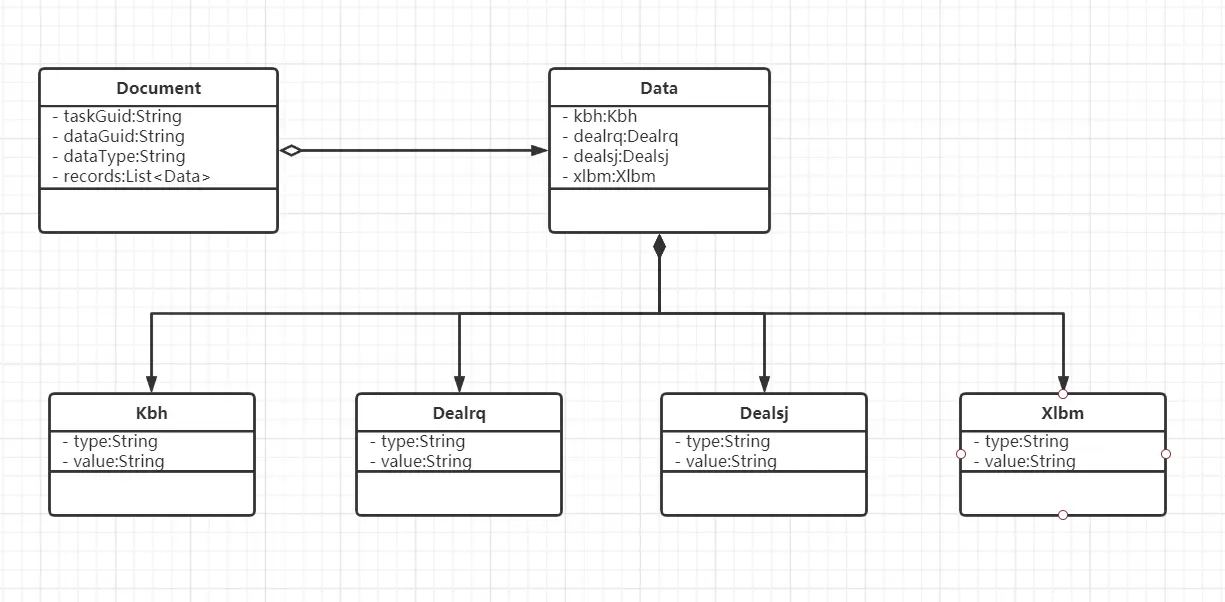 Document
- taskGuid:String
- dataGuid:String
- dataType:String
- records:List<Data>
Data
- kbh:Kbh
- dealrq:Dealrq
- dealsj:Dealsj
- xlbm:Xlbm
Kbh
- type:String
- value:String
Dealrq
- type:String
- value:String
Dealsj
- type:String
- value:String
Xlbm
- type:String
- value:String